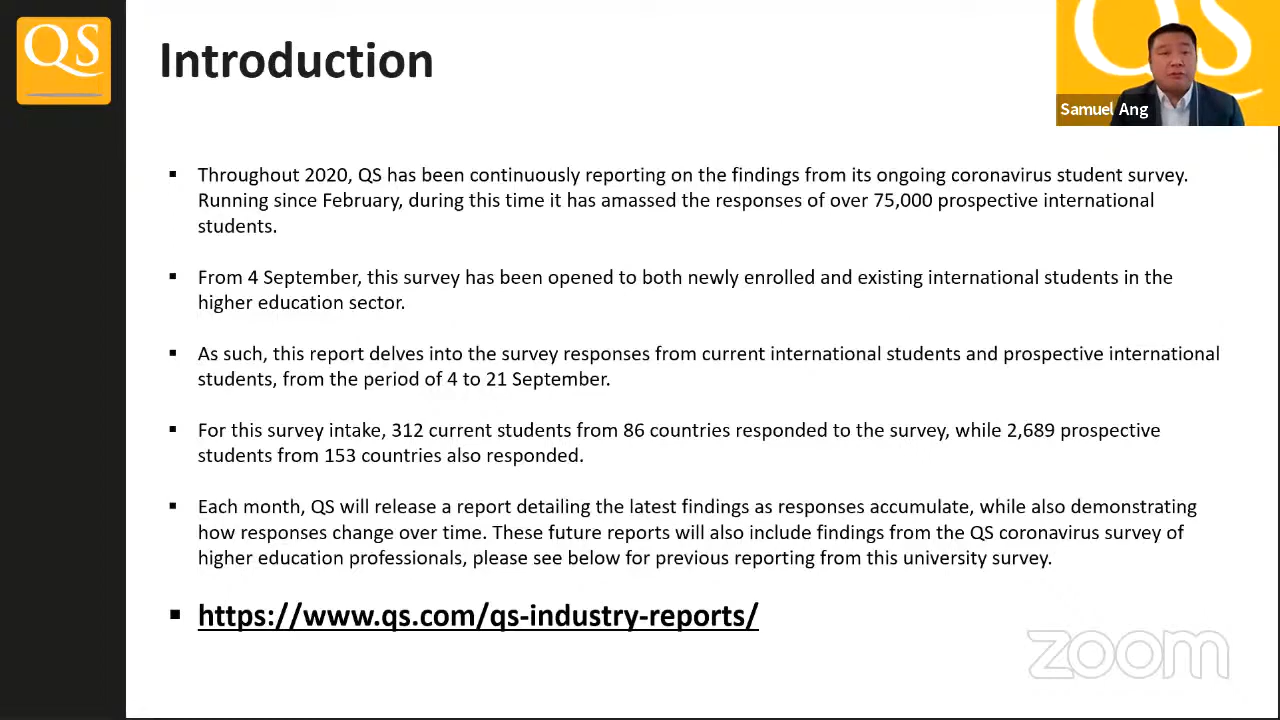 QS
Introduction
QS
Samuel Ang
▪ Throughout 2020, QS has been continuously reporting on the findings from its ongoing coronavirus student survey.
Running since February, during this time it has amassed the responses of over 75,000 prospective international
students.
▪ From 4 September, this survey has been opened to both newly enrolled and existing international students in the
higher education sector.
▪ As such, this report delves into the survey responses from current international students and prospective international
students, from the period of 4 to 21 September.
▪ For this survey intake, 312 current students from 86 countries responded to the survey, while 2,689 prospective
students from 153 countries also responded.
▪ Each month, QS will release a report detailing the latest findings as responses accumulate, while also demonstrating
how responses change over time. These future reports will also include findings from the QS coronavirus survey of
higher education professionals, please see below for previous reporting from this university survey.
▪ https://www.qs.com/qs-industry-reports/
zoom